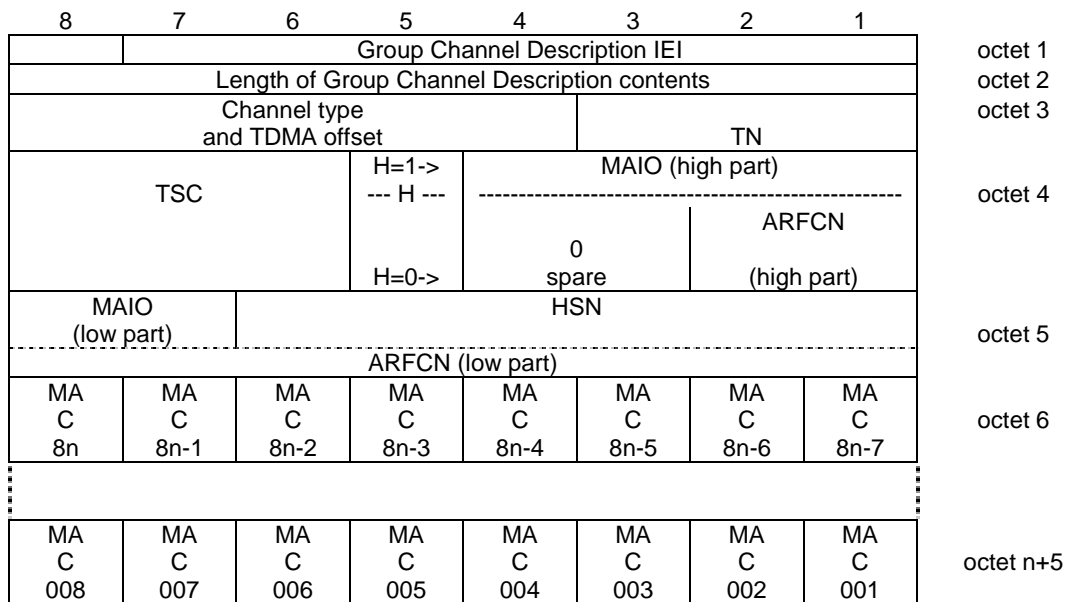 8 7 6 5 4 3 2 1
Group Channel Description IEI octet 1
Length of Group Channel Description contents octet 2
Channel type octet 3
and TDMA offset TN
H=1-> MAIO (high part)
TSC --- H --- ------------------------------------------------------- octet 4
ARFCN
0
H=0-> spare (high part)
MAIO HSN
(low part) octet 5
ARFCN (low part)
MA MA MA MA MA MA MA MA
C C C C C C C C octet 6
8n 8n-1 8n-2 8n-3 8n-4 8n-5 8n-6 8n-7
MA MA MA MA MA MA MA MA
C C C C C C C C octet n+5
008 007 006 005 004 003 002 001